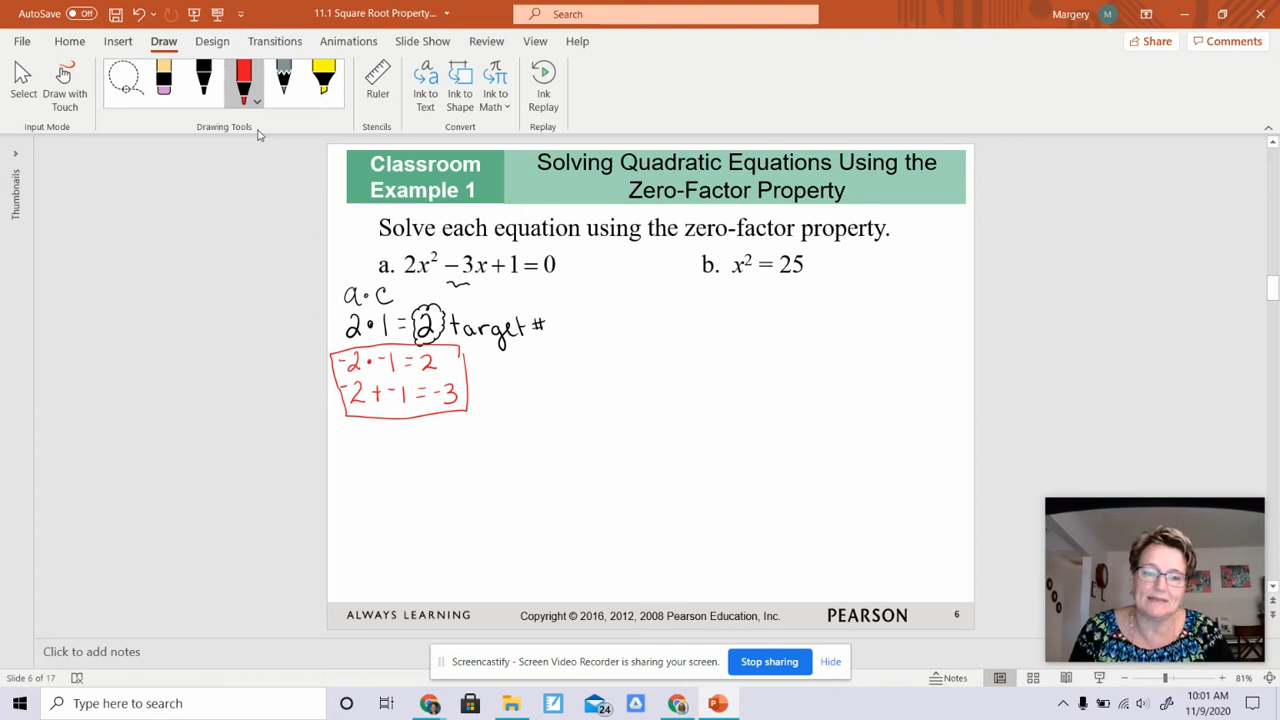 AutoSave Off
11.1 Square Root Property...
Search
Margery M
File Home Insert Draw Design Transitions Animations Slide Show Review View Help
Share Comments
Select
Draw with Touch
Ruler
Ink to Text
Ink to Shape
Ink to Math
Ink Replay
Input Mode
Drawing Tools
Stencils
Convert
Replay
Thumbnails
Classroom Example 1
Solving Quadratic Equations Using the
Zero-Factor Property
Solve each equation using the zero-factor property.
a. 2x² − 3x + 1 = 0
b. x² = 25
a·c
2·1 = 2 target #
-2·-1 = 2
-2 + -1 = -3
ALWAYS LEARNING
Copyright © 2016, 2012, 2008 Pearson Education, Inc.
PEARSON
6
Click to add notes
Screencastify - Screen Video Recorder is sharing your screen.
Stop sharing
Hide
Slide 6 of 17
Notes
81%
Type here to search
24
10:01 AM
11/9/2020